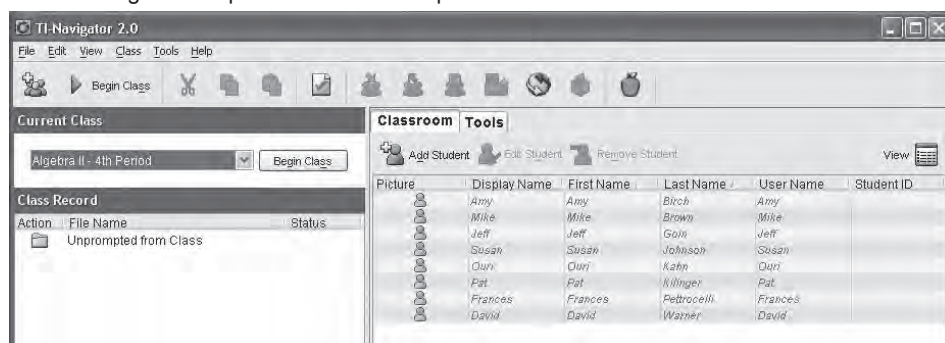 TI-Navigator 2.0
File Edit View Class Tools Help
Begin Class
Current Class
Algebra II - 4th Period Begin Class
Class Record
Action File Name Status
Unprompted from Class
Classroom Tools
Add Student Edit Student Remove Student View
Picture Display Name First Name Last Name User Name Student ID
Amy Amy Birch Amy
Mike Mike Brown Mike
Jeff Jeff Goin Jeff
Susan Susan Johnson Susan
Ouri Ouri Kahn Ouri
Pat Pat Killinger Pat
Frances Frances Pettrocelli Frances
David David Warner David